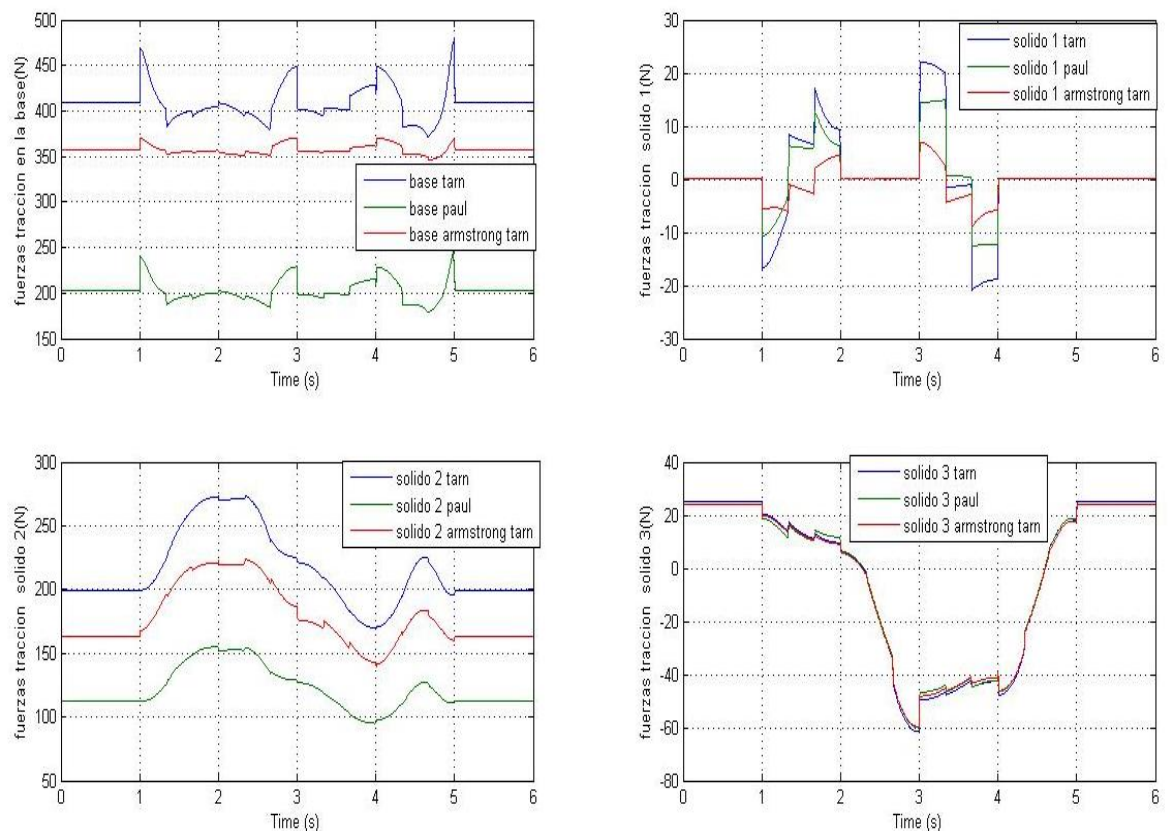 fuerzas traccion en la base(N)
500
450
400
350
300
250
200
150
base tarn
base paul
base armstrong tarn
0 1 2 3 4 5 6
Time (s)
fuerzas traccion solido 1(N)
30
20
10
0
-10
-20
-30
solido 1 tarn
solido 1 paul
solido 1 armstrong tarn
0 1 2 3 4 5 6
Time (s)
fuerzas traccion solido 2(N)
300
250
200
150
100
50
solido 2 tarn
solido 2 paul
solido 2 armstrong tarn
0 1 2 3 4 5 6
Time (s)
fuerzas traccion solido 3(N)
40
20
0
-20
-40
-60
-80
solido 3 tarn
solido 3 paul
solido 3 armstrong tarn
0 1 2 3 4 5 6
Time (s)